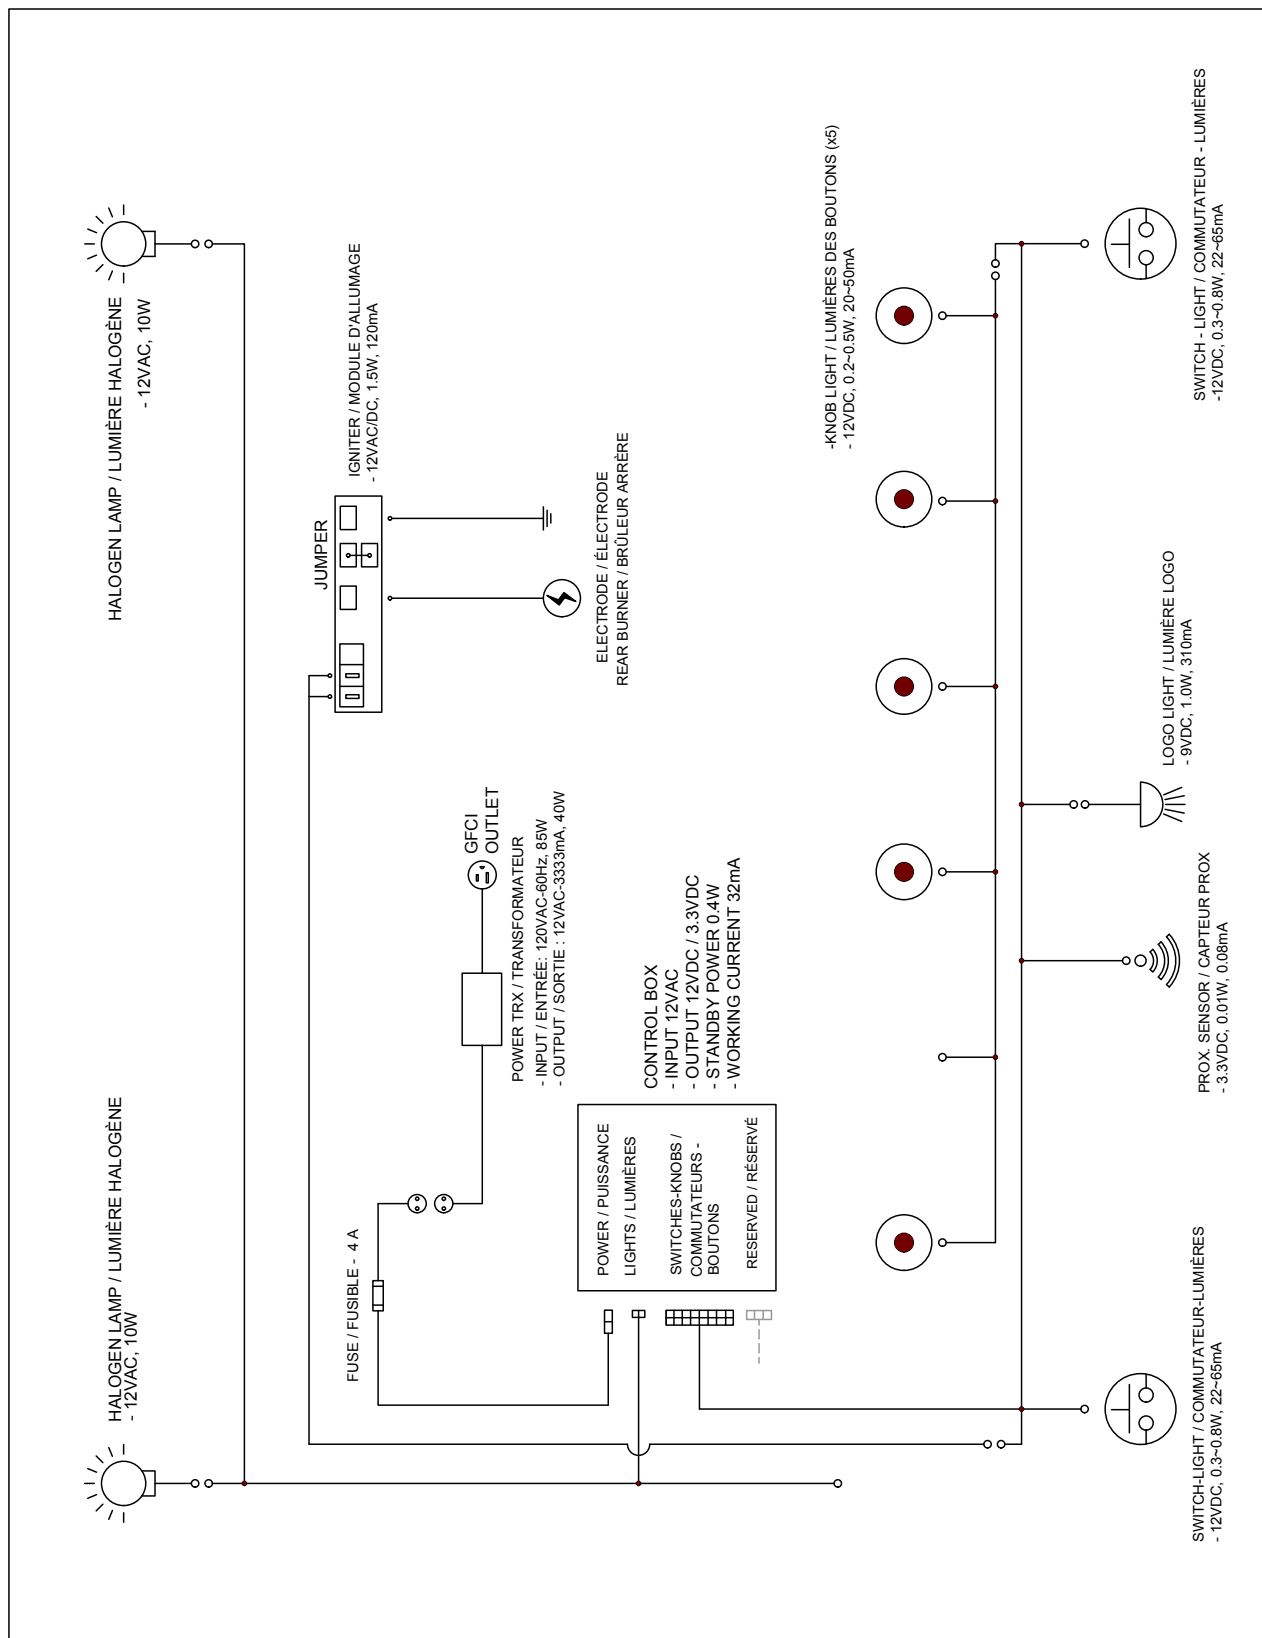 HALOGEN LAMP / LUMIÈRE HALOGÈNE
- 12VAC, 10W
HALOGEN LAMP / LUMIÈRE HALOGÈNE
- 12VAC, 10W
JUMPER
IGNITER / MODULE D'ALLUMAGE
- 12VAC/DC, 1.5W, 120mA
FUSE / FUSIBLE - 4 A
GFCI
OUTLET
POWER TRX / TRANSFORMATEUR
- INPUT / ENTRÉE: 120VAC-60Hz, 85W
- OUTPUT / SORTIE : 12VAC-3333mA, 40W
ELECTRODE / ÉLECTRODE
REAR BURNER / BRÛLEUR ARRÈRE
CONTROL BOX
- INPUT 12VAC
- OUTPUT 12VDC / 3.3VDC
- STANDBY POWER 0.4W
- WORKING CURRENT 32mA
POWER / PUISSANCE
LIGHTS / LUMIÈRES
SWITCHES-KNOBS /
COMMUTATEURS -
BOUTONS
RESERVED / RÉSERVÉ
-KNOB LIGHT / LUMIÈRES DES BOUTONS (x5)
- 12VDC, 0.2~0.5W, 20~50mA
SWITCH-LIGHT / COMMUTATEUR-LUMIÈRES
- 12VDC, 0.3~0.8W, 22~65mA
PROX. SENSOR / CAPTEUR PROX
- 3.3VDC, 0.01W, 0.08mA
LOGO LIGHT / LUMIÈRE LOGO
- 9VDC, 1.0W, 310mA
SWITCH - LIGHT / COMMUTATEUR - LUMIÈRES
-12VDC, 0.3~0.8W, 22~65mA